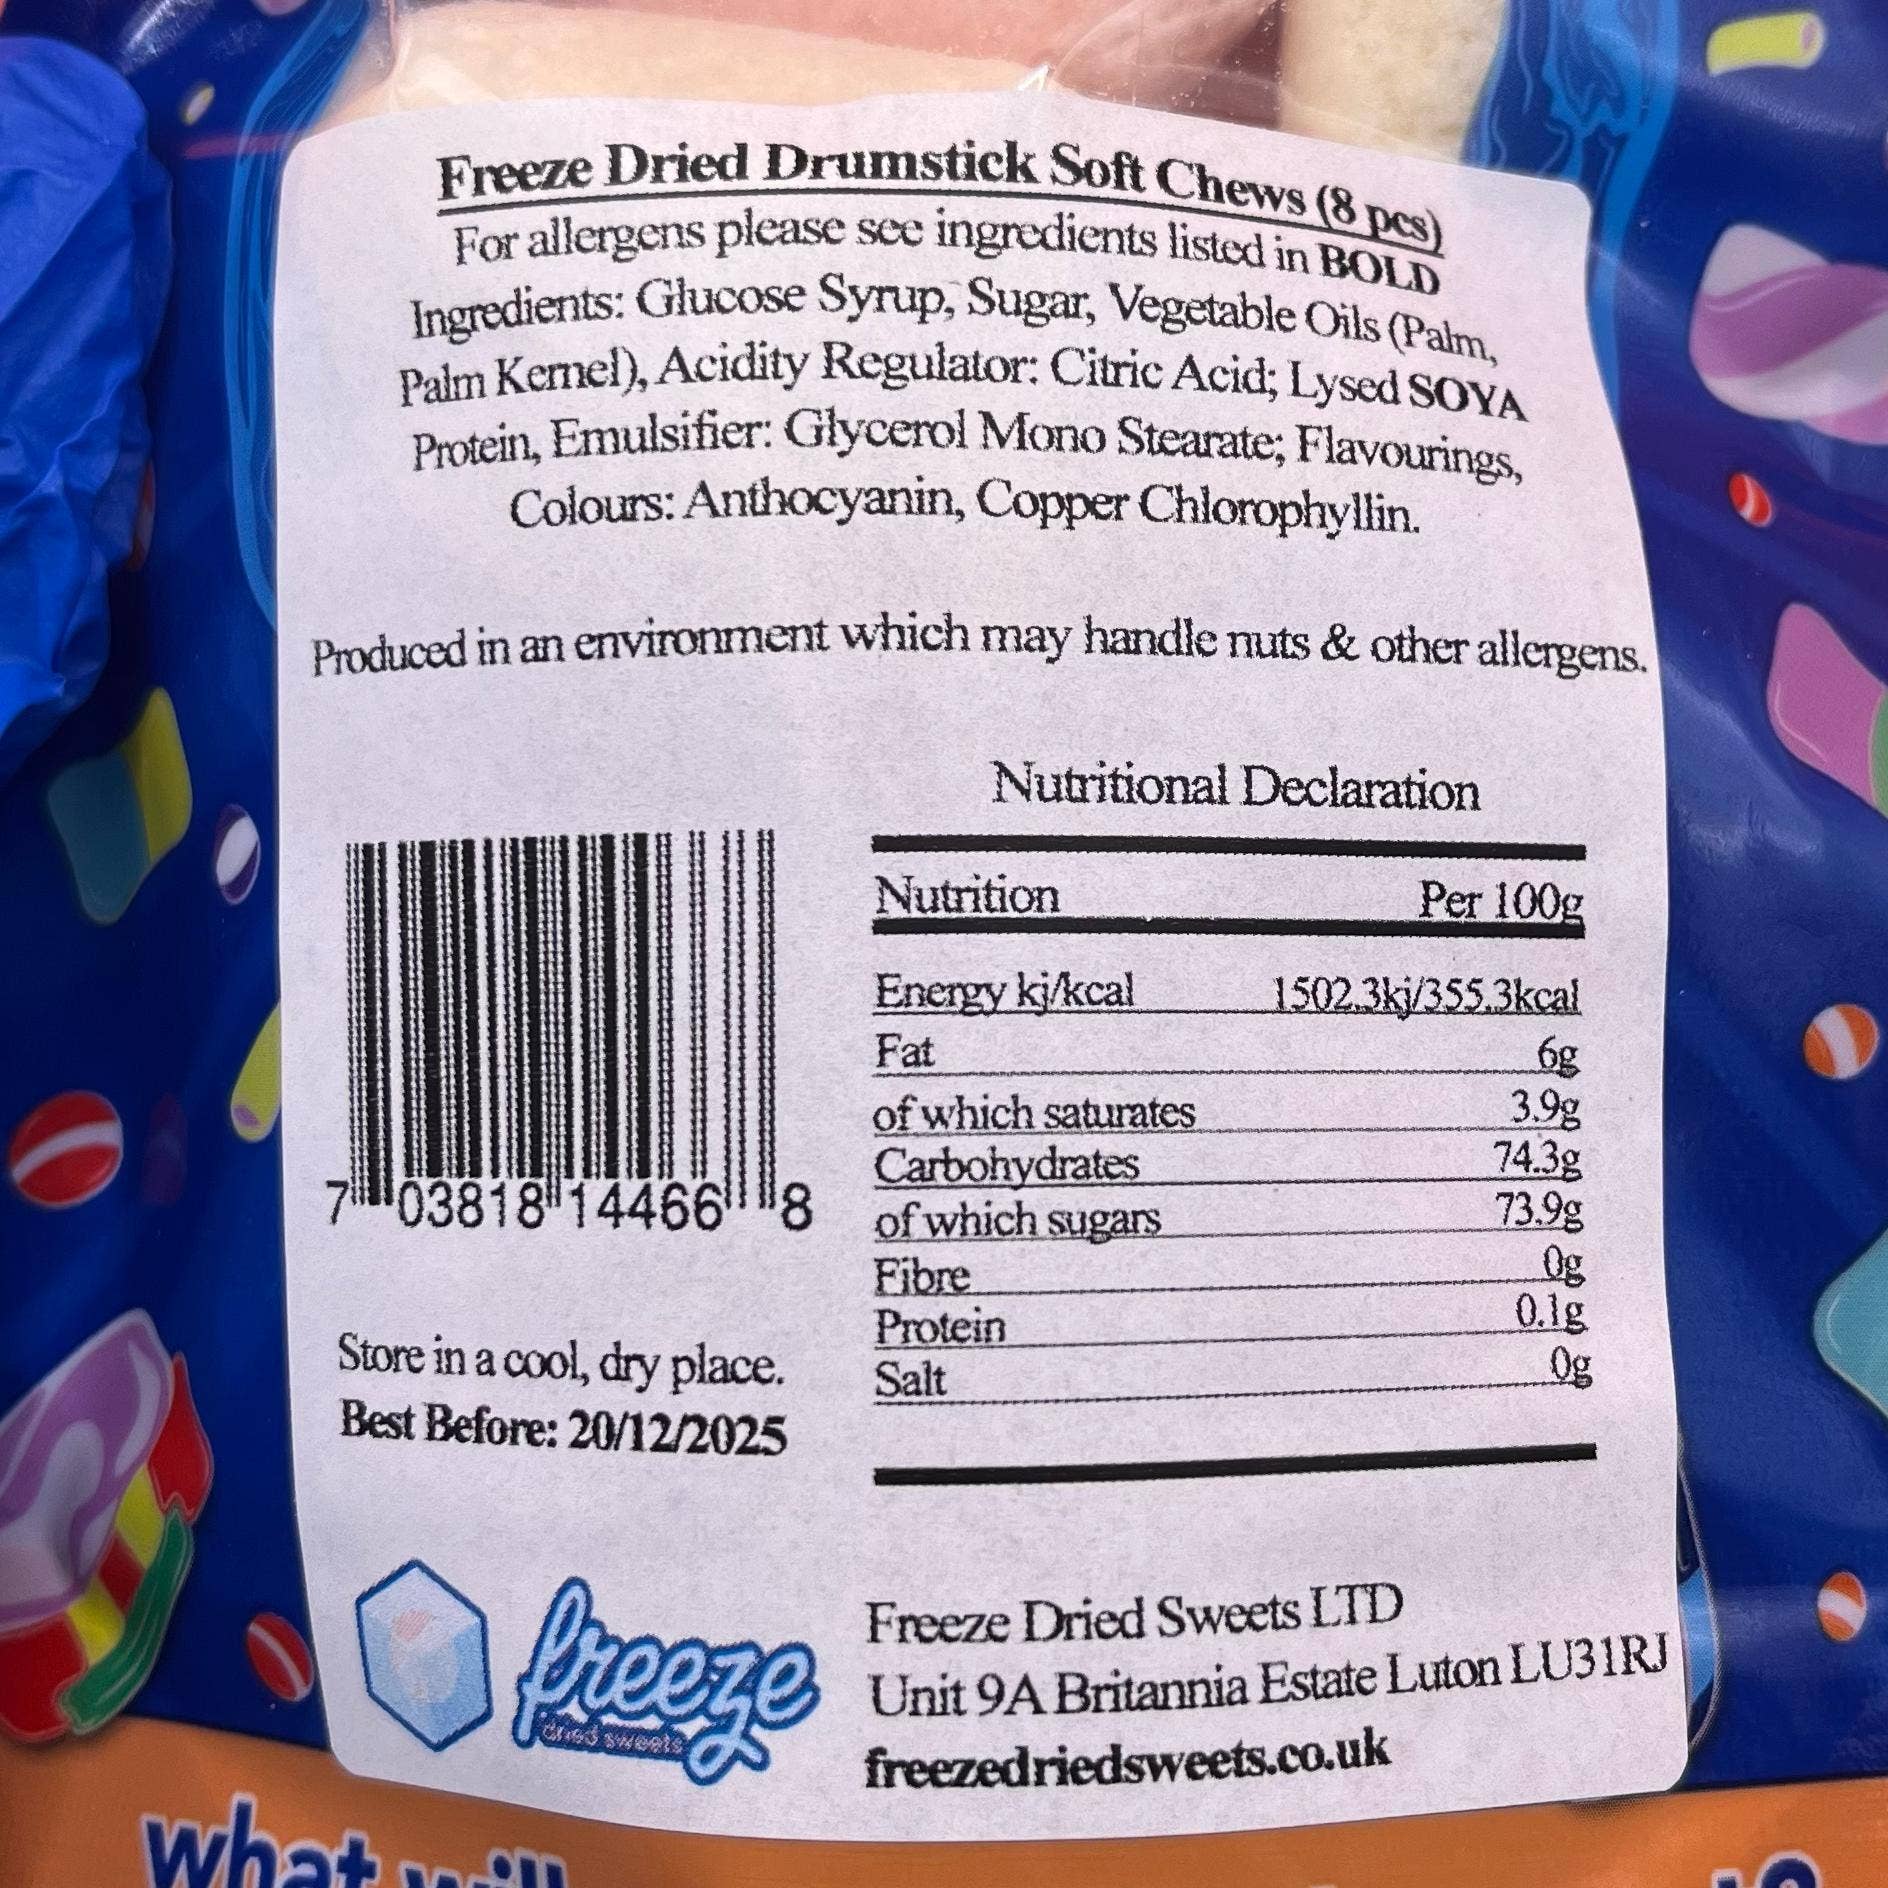 Freeze Dried Drumstick Soft Chews (8 pcs)
For allergens please see ingredients listed in BOLD
Ingredients: Glucose Syrup, Sugar, Vegetable Oils (Palm,
Palm Kernel), Acidity Regulator: Citric Acid; Lysed SOYA
Protein, Emulsifier: Glycerol Mono Stearate; Flavourings,
Colours: Anthocyanin, Copper Chlorophyllin.
Produced in an environment which may handle nuts & other allergens.
Nutritional Declaration
Nutrition Per 100g
Energy kj/kcal 1502.3kj/355.3kcal
Fat 6g
of which saturates 3.9g
Carbohydrates 74.3g
of which sugars 73.9g
Fibre 0g
Protein 0.1g
Salt 0g
7 03818 14466 8
Store in a cool, dry place.
Best Before: 20/12/2025
freeze
dried sweets
Freeze Dried Sweets LTD
Unit 9A Britannia Estate Luton LU31RJ
freezedriedsweets.co.uk
what will